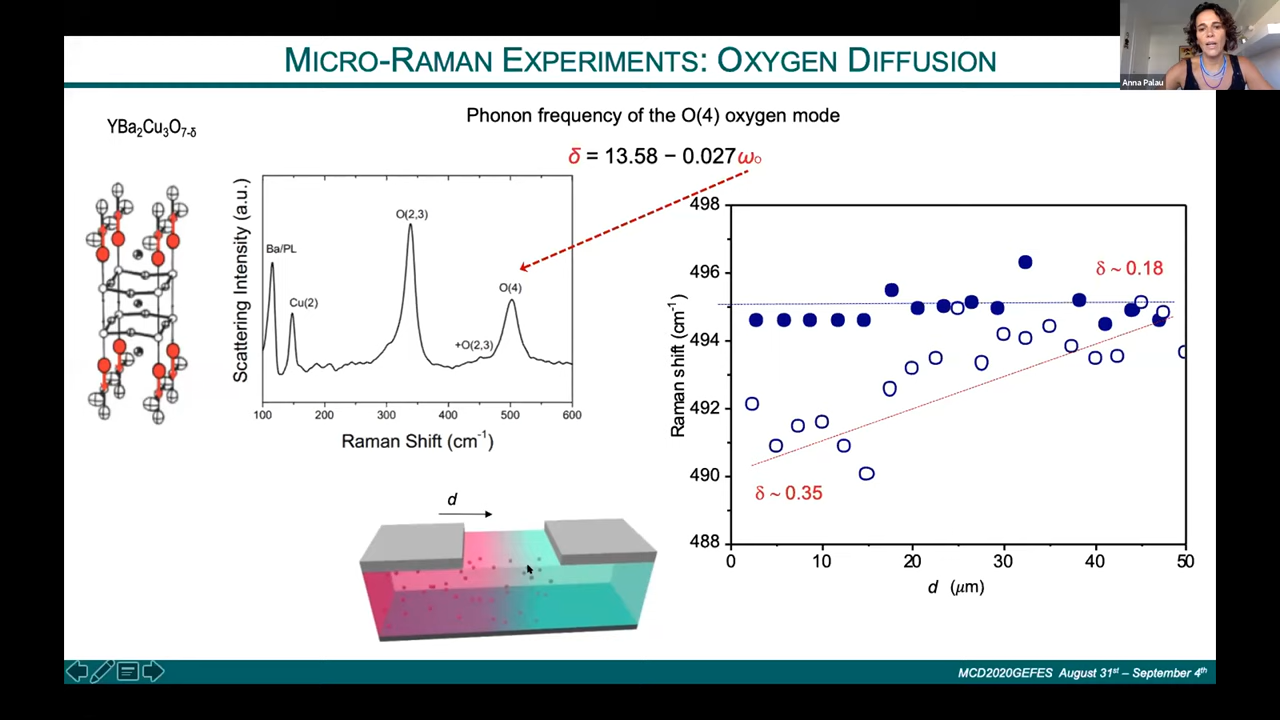 MICRO-RAMAN EXPERIMENTS: OXYGEN DIFFUSION
Anna Palau
Phonon frequency of the O(4) oxygen mode
YBa₂Cu₃O₇₋δ
δ = 13.58 − 0.027ω₀
Scattering Intensity (a.u.)
Ba/PL
Cu(2)
O(2,3)
+O(2,3)
O(4)
100 200 300 400 500 600
Raman Shift (cm⁻¹)
Raman shift (cm⁻¹)
498
496
494
492
490
488
δ ~ 0.18
δ ~ 0.35
0 10 20 30 40 50
d (μm)
d
MCD2020GEFES August 31ˢᵗ – September 4ᵗʰ